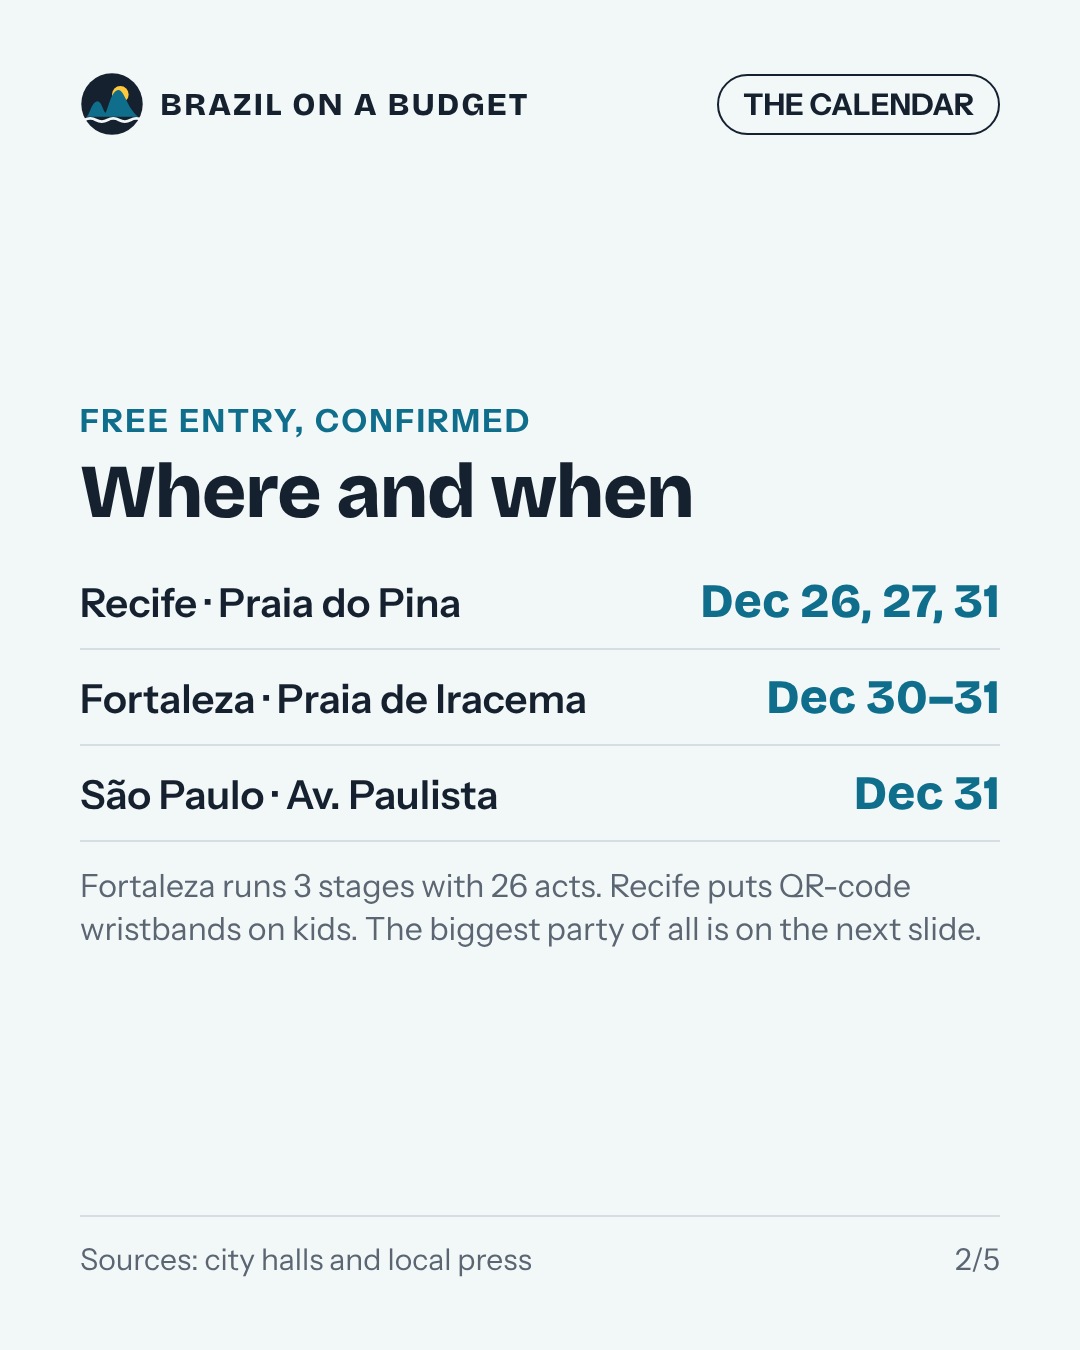 BRAZIL ON A BUDGET
THE CALENDAR
FREE ENTRY, CONFIRMED
Where and when
Recife · Praia do Pina Dec 26, 27, 31
Fortaleza · Praia de Iracema Dec 30–31
São Paulo · Av. Paulista Dec 31
Fortaleza runs 3 stages with 26 acts. Recife puts QR-code
wristbands on kids. The biggest party of all is on the next slide.
Sources: city halls and local press 2/5